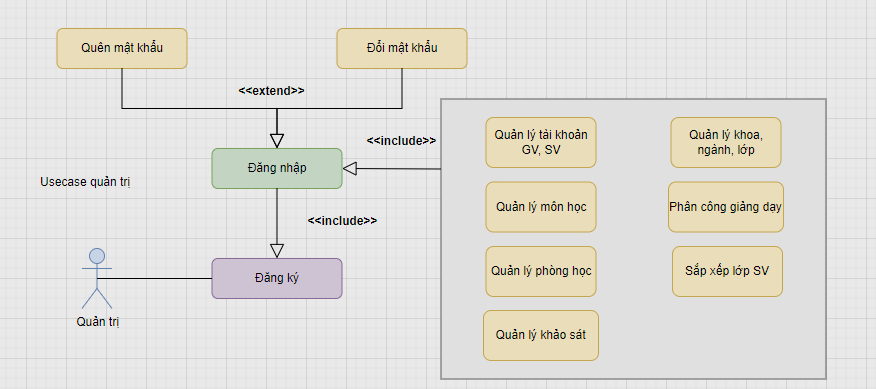 Quên mật khẩu
Đổi mật khẩu
<<extend>>
<<include>>
Đăng nhập
Usecase quản trị
<<include>>
Đăng ký
Quản trị
Quản lý tài khoản
GV, SV
Quản lý khoa,
ngành, lớp
Quản lý môn học
Phân công giảng dạy
Quản lý phòng học
Sắp xếp lớp SV
Quản lý khảo sát